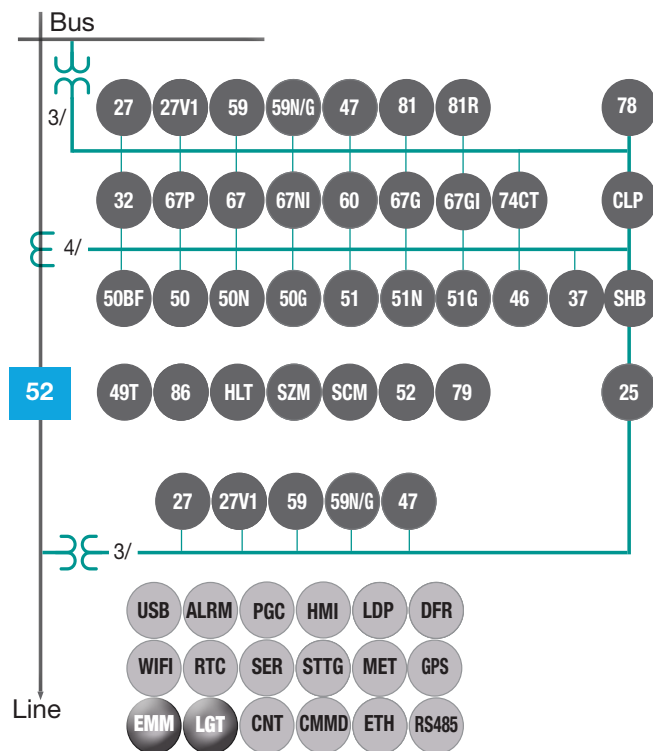 Bus
3/
27 27V1 59 59N/G 47 81 81R 78
32 67P 67 67NI 60 67G 67GI 74CT CLP
4/
50BF 50 50N 50G 51 51N 51G 46 37 SHB
52 49T 86 HLT SZM SCM 52 79 25
27 27V1 59 59N/G 47
3/
USB ALRM PGC HMI LDP DFR
WIFI RTC SER STTG MET GPS
Line
EMM LGT CNT CMMD ETH RS485